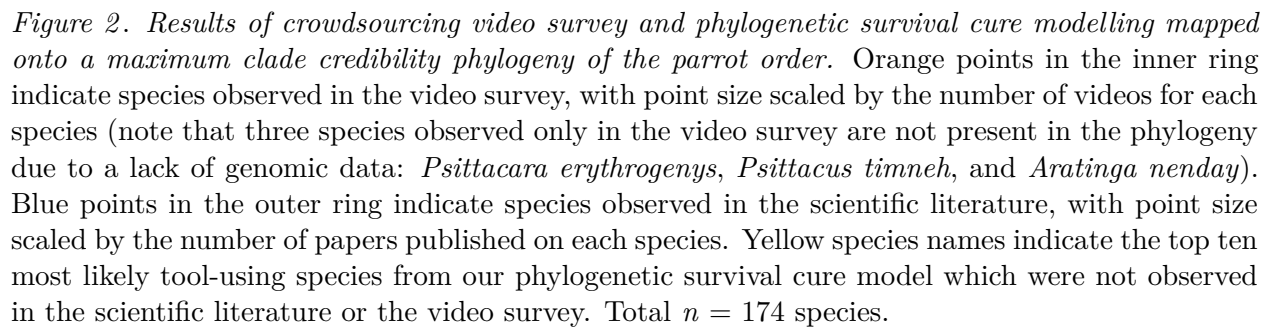 Figure 2. Results of crowdsourcing video survey and phylogenetic survival cure modelling mapped
onto a maximum clade credibility phylogeny of the parrot order. Orange points in the inner ring
indicate species observed in the video survey, with point size scaled by the number of videos for each
species (note that three species observed only in the video survey are not present in the phylogeny
due to a lack of genomic data: Psittacara erythrogenys, Psittacus timneh, and Aratinga nenday).
Blue points in the outer ring indicate species observed in the scientific literature, with point size
scaled by the number of papers published on each species. Yellow species names indicate the top ten
most likely tool-using species from our phylogenetic survival cure model which were not observed
in the scientific literature or the video survey. Total n = 174 species.